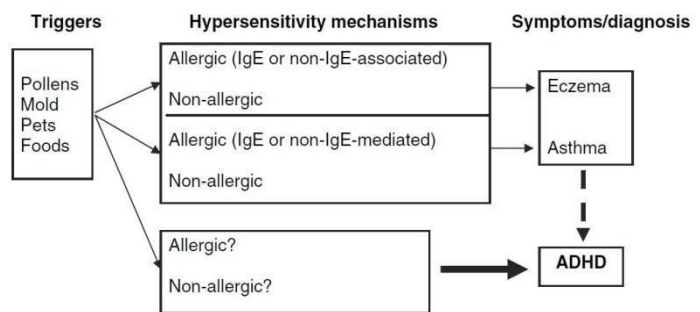 Triggers
Hypersensitivity mechanisms
Symptoms/diagnosis
Pollens
Mold
Pets
Foods
Allergic (IgE or non-IgE-associated)
Non-allergic
Allergic (IgE or non-IgE-mediated)
Non-allergic
Allergic?
Non-allergic?
Eczema
Asthma
ADHD